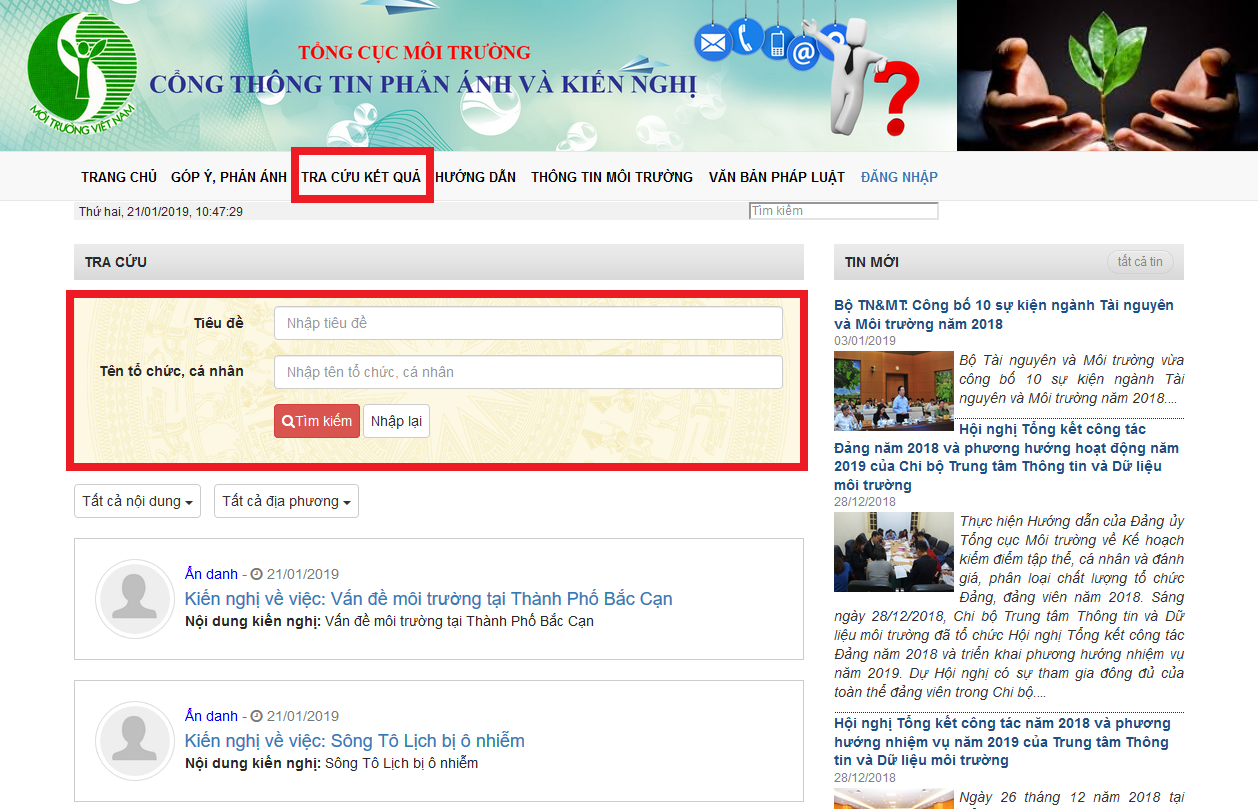 TỔNG CỤC MÔI TRƯỜNG
CỔNG THÔNG TIN PHẢN ÁNH VÀ KIẾN NGHỊ
MÔI TRƯỜNG VIỆT NAM
TRANG CHỦ GÓP Ý, PHẢN ÁNH TRA CỨU KẾT QUẢ HƯỚNG DẪN THÔNG TIN MÔI TRƯỜNG VĂN BẢN PHÁP LUẬT ĐĂNG NHẬP
Thứ hai, 21/01/2019, 10:47:29
Tìm kiếm
TRA CỨU
Tiêu đề
Nhập tiêu đề
Tên tổ chức, cá nhân
Nhập tên tổ chức, cá nhân
Tìm kiếm Nhập lại
Tất cả nội dung Tất cả địa phương
Ẩn danh - 21/01/2019
Kiến nghị về việc: Vấn đề môi trường tại Thành Phố Bắc Cạn
Nội dung kiến nghị: Vấn đề môi trường tại Thành Phố Bắc Cạn
Ẩn danh - 21/01/2019
Kiến nghị về việc: Sông Tô Lịch bị ô nhiễm
Nội dung kiến nghị: Sông Tô Lịch bị ô nhiễm
TIN MỚI
tất cả tin
Bộ TN&MT: Công bố 10 sự kiện ngành Tài nguyên
và Môi trường năm 2018
03/01/2019
Bộ Tài nguyên và Môi trường vừa
công bố 10 sự kiện ngành Tài
nguyên và Môi trường năm 2018....
Hội nghị Tổng kết công tác
Đảng năm 2018 và phương hướng hoạt động năm
2019 của Chi bộ Trung tâm Thông tin và Dữ liệu
môi trường
28/12/2018
Thực hiện Hướng dẫn của Đảng ủy
Tổng cục Môi trường về Kế hoạch
kiểm điểm tập thể, cá nhân và đánh
giá, phân loại chất lượng tổ chức
Đảng, đảng viên năm 2018. Sáng
ngày 28/12/2018, Chi bộ Trung tâm Thông tin và Dữ
liệu môi trường đã tổ chức Hội nghị Tổng kết công tác
Đảng năm 2018 và triển khai phương hướng nhiệm vụ
năm 2019. Dự Hội nghị có sự tham gia đông đủ của
toàn thể đảng viên trong Chi bộ....
Hội nghị Tổng kết công tác năm 2018 và phương
hướng nhiệm vụ năm 2019 của Trung tâm Thông
tin và Dữ liệu môi trường
28/12/2018
Ngày 26 tháng 12 năm 2018 tại